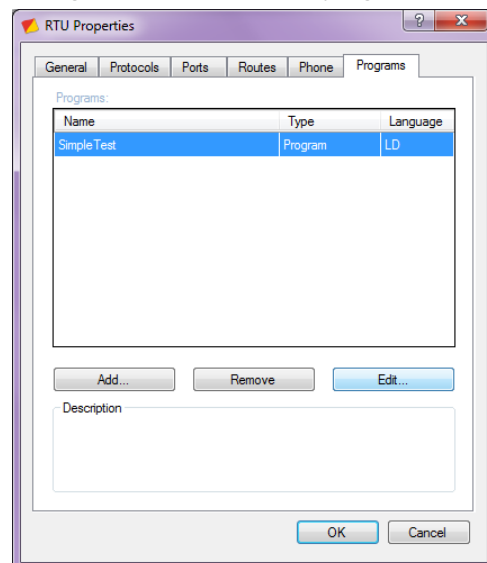 RTU Properties
General Protocols Ports Routes Phone Programs
Programs:
Name Type Language
SimpleTest Program LD
Add... Remove Edit...
Description
OK Cancel